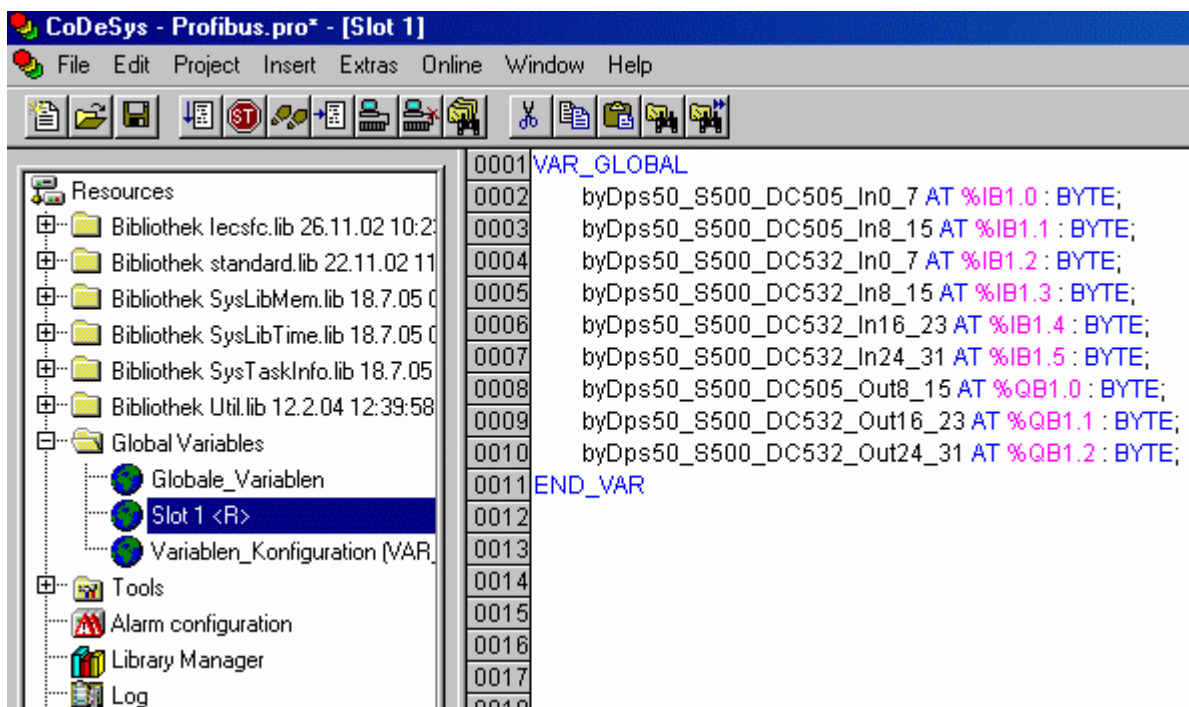 CoDeSys - Profibus.pro* - [Slot 1]
File Edit Project Insert Extras Online Window Help
ST
Resources
Bibliothek Iecsfc.lib 26.11.02 10:2
Bibliothek standard.lib 22.11.02 11
Bibliothek SysLibMem.lib 18.7.05
Bibliothek SysLibTime.lib 18.7.05
Bibliothek SysTaskInfo.lib 18.7.05
Bibliothek Util.lib 12.2.04 12:39:58
Global Variables
Globale_Variablen
Slot 1 <R>
Variablen_Konfiguration (VAR_
Tools
Alarm configuration
Library Manager
Log
0001 VAR_GLOBAL
0002 byDps50_S500_DC505_In0_7 AT %IB1.0 : BYTE;
0003 byDps50_S500_DC505_In8_15 AT %IB1.1 : BYTE;
0004 byDps50_S500_DC532_In0_7 AT %IB1.2 : BYTE;
0005 byDps50_S500_DC532_In8_15 AT %IB1.3 : BYTE;
0006 byDps50_S500_DC532_In16_23 AT %IB1.4 : BYTE;
0007 byDps50_S500_DC532_In24_31 AT %IB1.5 : BYTE;
0008 byDps50_S500_DC505_Out8_15 AT %QB1.0 : BYTE;
0009 byDps50_S500_DC532_Out16_23 AT %QB1.1 : BYTE;
0010 byDps50_S500_DC532_Out24_31 AT %QB1.2 : BYTE;
0011 END_VAR
0012
0013
0014
0015
0016
0017